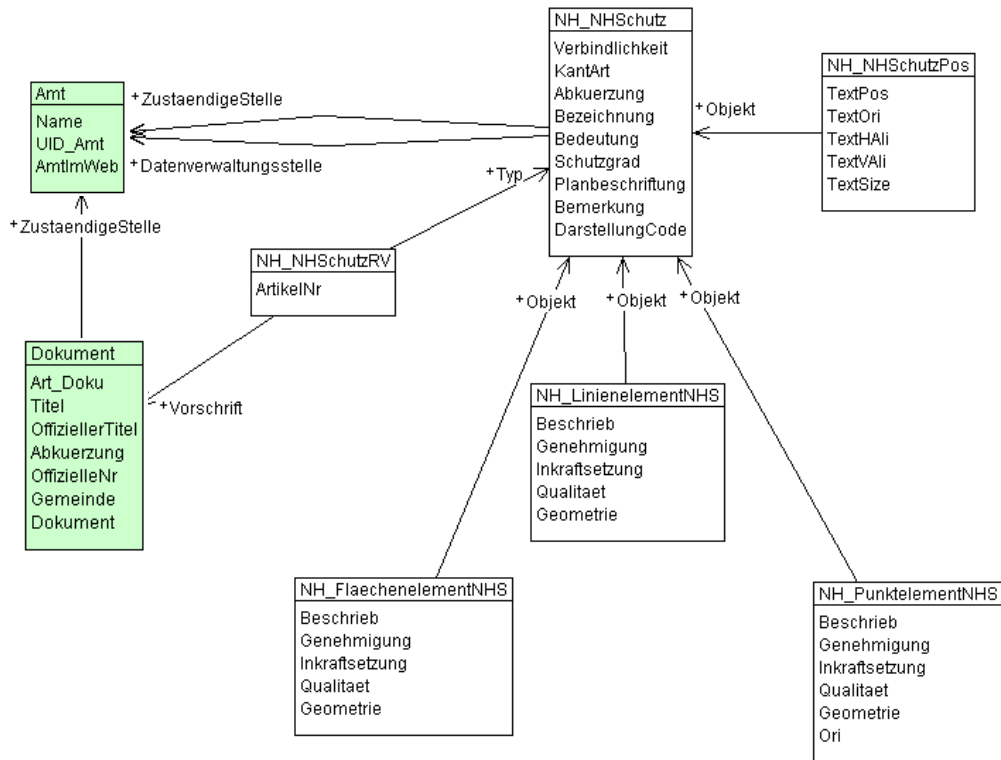 NH_NHSchutz
Verbindlichkeit
KantArt
Abkuerzung
Bezeichnung
Bedeutung
Schutzgrad
Planbeschriftung
Bemerkung
DarstellungCode
NH_NHSchutzPos
TextPos
TextOri
TextHAli
TextVAli
TextSize
+Objekt
Amt
Name
UID_Amt
AmtImWeb
+ZustaendigeStelle
+Datenverwaltungsstelle
+Typ
+ZustaendigeStelle
NH_NHSchutzRV
ArtikelNr
+Objekt
+Objekt
+Objekt
Dokument
Art_Doku
Titel
OffiziellerTitel
Abkuerzung
OffizielleNr
Gemeinde
Dokument
+Vorschrift
NH_LinienelementNHS
Beschrieb
Genehmigung
Inkraftsetzung
Qualitaet
Geometrie
NH_FlaechenelementNHS
Beschrieb
Genehmigung
Inkraftsetzung
Qualitaet
Geometrie
NH_PunktelementNHS
Beschrieb
Genehmigung
Inkraftsetzung
Qualitaet
Geometrie
Ori